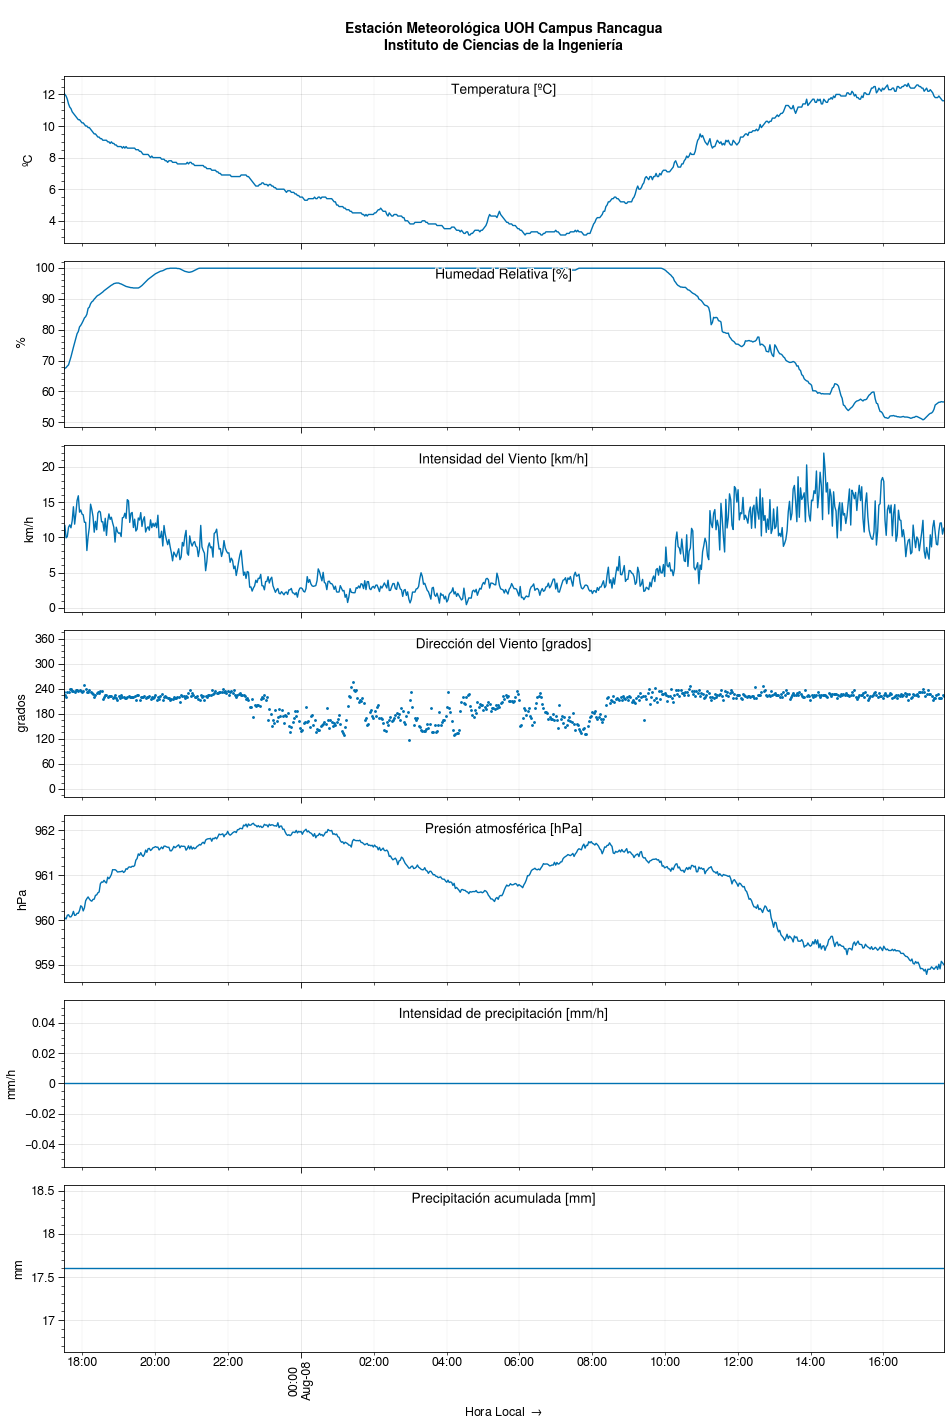 Estación Meteorológica UOH Campus Rancagua
Instituto de Ciencias de la Ingeniería
Temperatura [ºC]
ºC
12
10
8
6
4
Humedad Relativa [%]
%
100
90
80
70
60
50
Intensidad del Viento [km/h]
km/h
20
15
10
5
0
Dirección del Viento [grados]
grados
360
300
240
180
120
60
0
Presión atmosférica [hPa]
hPa
962
961
960
959
Intensidad de precipitación [mm/h]
mm/h
0.04
0.02
0
−0.02
−0.04
Precipitación acumulada [mm]
mm
18.5
18
17.5
17
18:00 20:00 22:00 00:00 02:00 04:00 06:00 08:00 10:00 12:00 14:00 16:00
Aug-08
Hora Local →